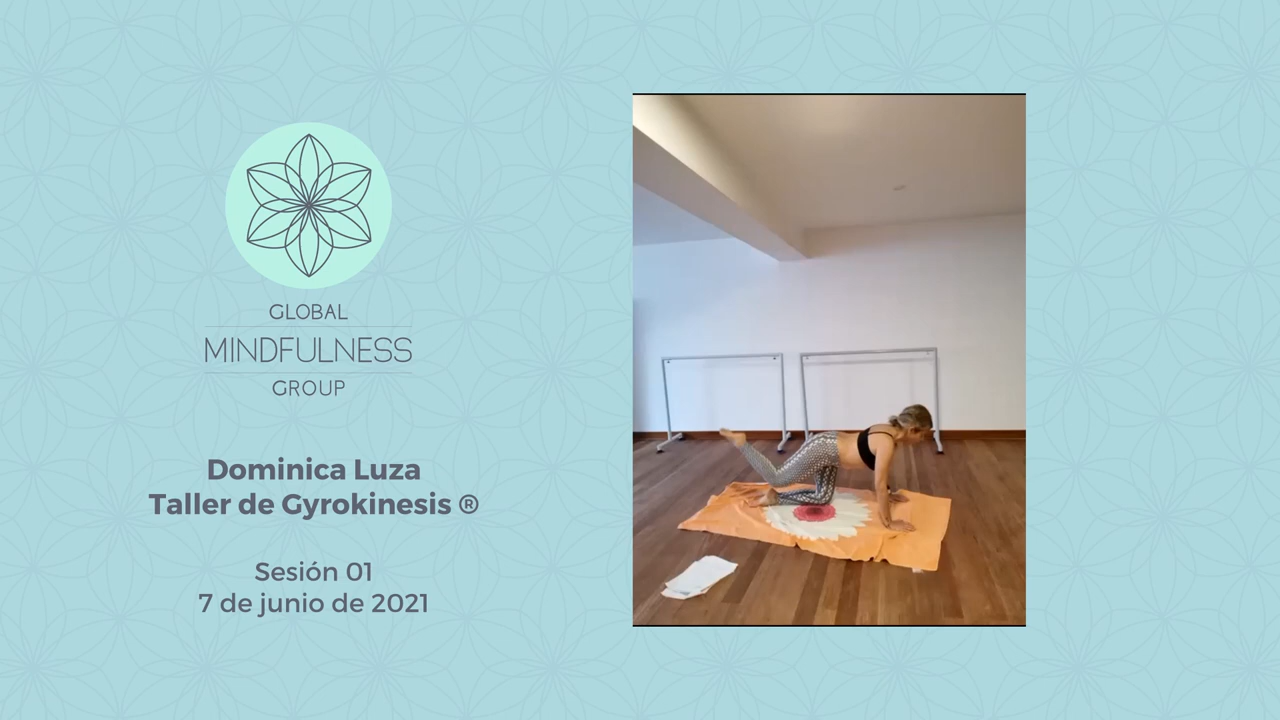 GLOBAL
MINDFULNESS
GROUP
Dominica Luza
Taller de Gyrokinesis ®
Sesión 01
7 de junio de 2021